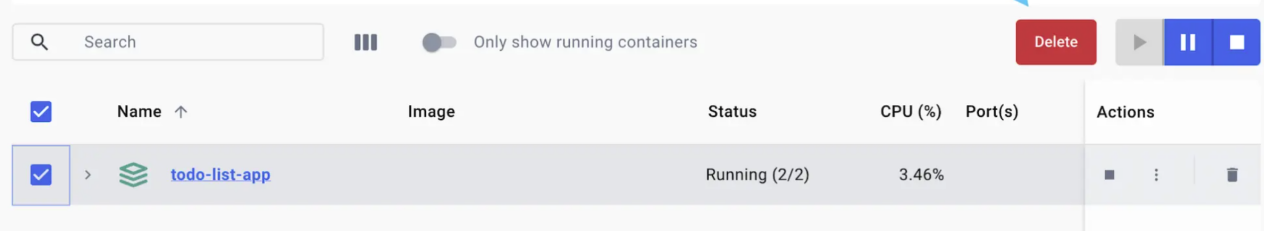 Search Only show running containers Delete
Name Image Status CPU (%) Port(s) Actions
todo-list-app Running (2/2) 3.46%